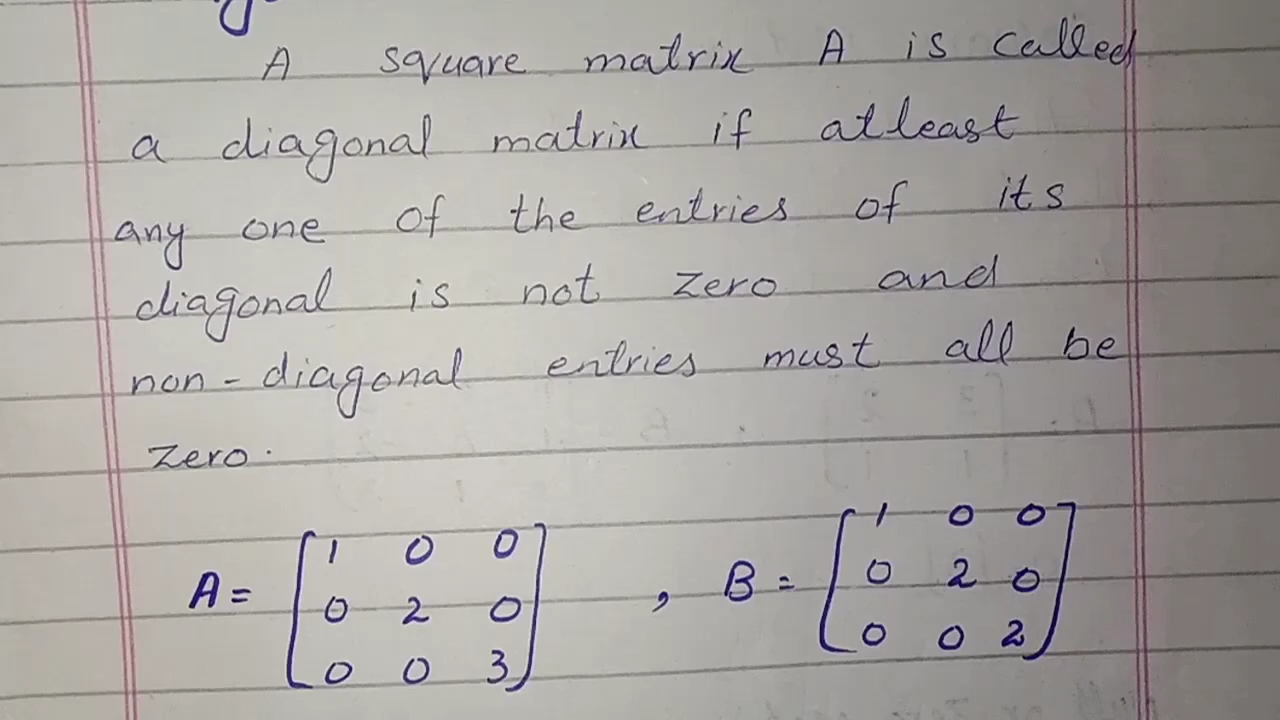 A square matrix A is called
a diagonal matrix if atleast
any one of the entries of its
diagonal is not zero and
non-diagonal entries must all be
zero.
A = [1 0 0
0 2 0
0 0 3] , B = [1 0 0
0 2 0
0 0 2]